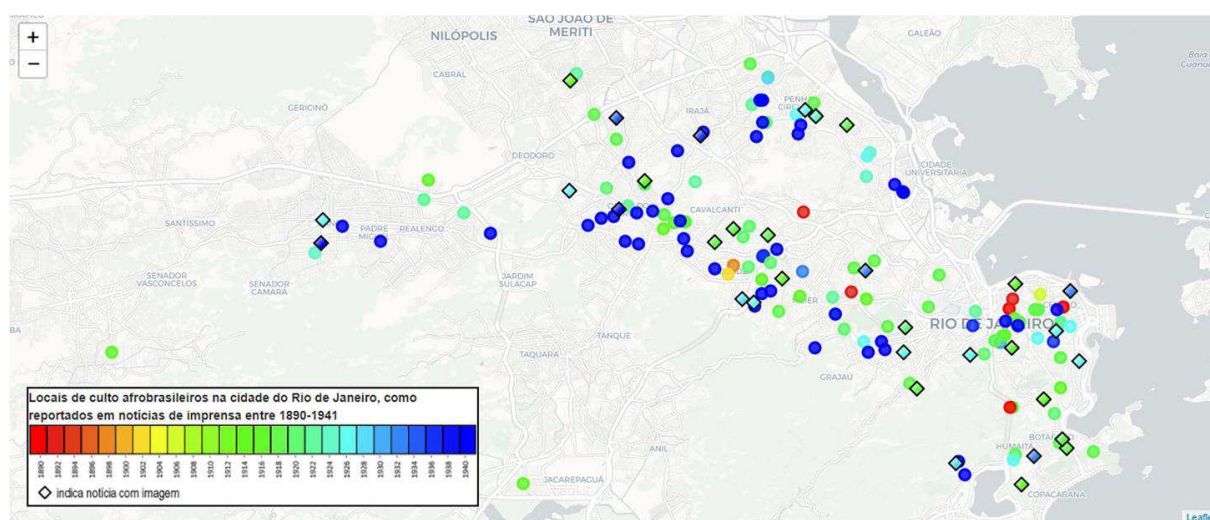 +
−
SÃO JOÃO DE
MERITI
NILÓPOLIS
GALEÃO
CABRAL
GERICINÓ
IRAJÁ
PENHA
DEODORO
CIDADE
UNIVERSITÁRIA
CAVALCANTI
SANTÍSSIMO
PADRE
REALENGO
SENADOR
VASCONCELOS
SENADOR
CAMARÁ
JARDIM
SULACAP
RIO DE JANEIRO
TANQUE
TAQUARA
GRAJAÚ
ANIL
HUMAITÁ
JACAREPAGUÁ
COPACABANA
Locais de culto afrobrasileiros na cidade do Rio de Janeiro, como
reportados em notícias de imprensa entre 1890-1941
1890 1892 1894 1896 1898 1900 1902 1904 1906 1908 1910 1912 1914 1916 1918 1920 1922 1924 1926 1928 1930 1932 1934 1936 1938 1940
indica notícia com imagem